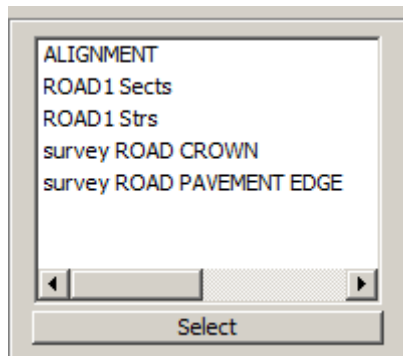 ALIGNMENT
ROAD1 Sects
ROAD1 Strs
survey ROAD CROWN
survey ROAD PAVEMENT EDGE
Select